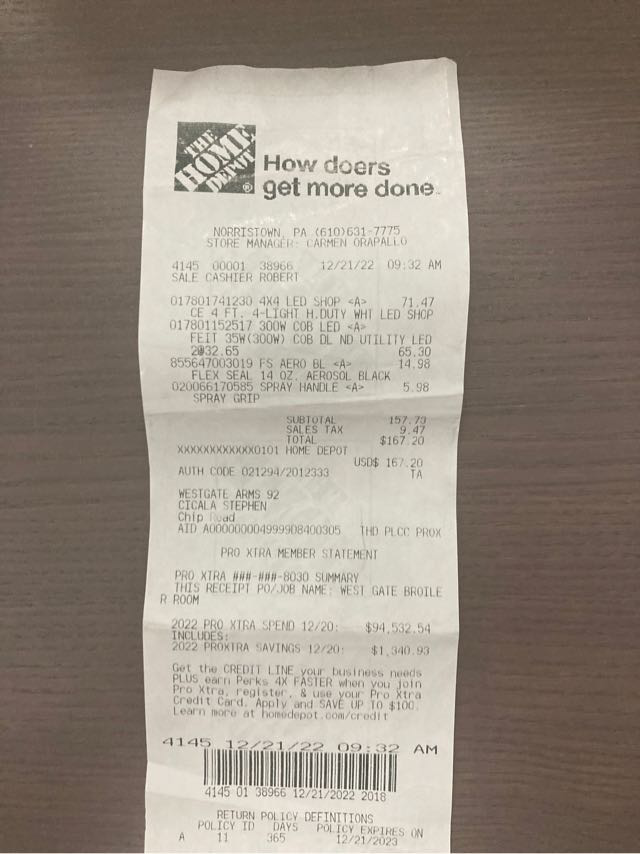 THE
HOME
DEPOT ®
How doers
get more done.
NORRISTOWN, PA (610)631-7775
STORE MANAGER: CARMEN ORAPALLO
4145 00001 38966 12/21/22 09:32 AM
SALE CASHIER ROBERT
017801741230 4X4 LED SHOP <A> 71.47
CE 4 FT. 4-LIGHT H.DUTY WHT LED SHOP
017801152517 300W COB LED <A>
FEIT 35W(300W) COB DL ND UTILITY LED
2@32.65 65.30
855647003019 FS AERO BL <A> 14.98
FLEX SEAL 14 OZ. AEROSOL BLACK
020066170585 SPRAY HANDLE <A> 5.98
SPRAY GRIP
SUBTOTAL 157.73
SALES TAX 9.47
TOTAL $167.20
XXXXXXXXXXXX0101 HOME DEPOT
USD$ 167.20
AUTH CODE 021294/2012333 TA
WESTGATE ARMS 92
CICALA STEPHEN
Chip Read
AID A000000004999908400305 THD PLCC PROX
PRO XTRA MEMBER STATEMENT
PRO XTRA ###-###-8030 SUMMARY
THIS RECEIPT PO/JOB NAME: WEST GATE BROILE
R ROOM
2022 PRO XTRA SPEND 12/20: $94,532.54
INCLUDES:
2022 PROXTRA SAVINGS 12/20: $1,340.93
Get the CREDIT LINE your business needs
PLUS earn Perks 4X FASTER when you join
Pro Xtra, register, & use your Pro Xtra
Credit Card. Apply and SAVE UP TO $100.
Learn more at homedepot.com/credit
4145 12/21/22 09:32 AM
4145 01 38966 12/21/2022 2018
RETURN POLICY DEFINITIONS
POLICY ID DAYS POLICY EXPIRES ON
A 11 365 12/21/2023